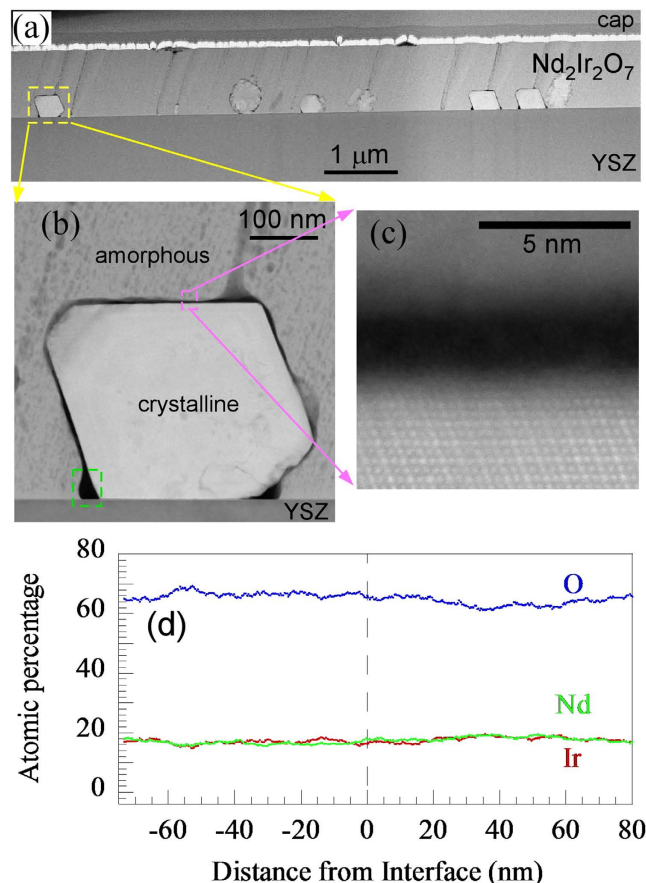 (a)
cap
Nd₂Ir₂O₇
1 μm
YSZ
(b)
100 nm
amorphous
crystalline
YSZ
(c)
5 nm
80
60
40
20
0
Atomic percentage
(d)
O
Nd
Ir
-60 -40 -20 0 20 40 60 80
Distance from Interface (nm)